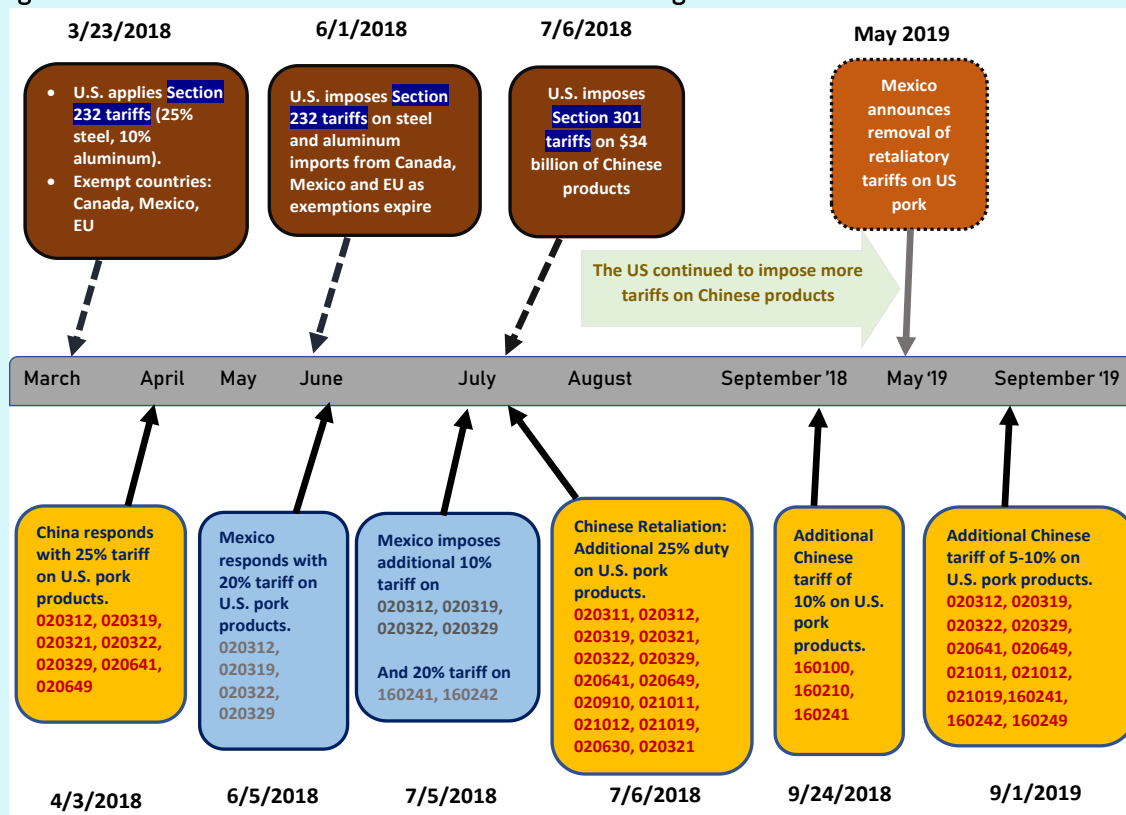 3/23/2018
6/1/2018
7/6/2018
May 2019
• U.S. applies Section
232 tariffs (25%
steel, 10%
aluminum).
• Exempt countries:
Canada, Mexico,
EU
U.S. imposes Section
232 tariffs on steel
and aluminum
imports from Canada,
Mexico and EU as
exemptions expire
U.S. imposes
Section 301
tariffs on $34
billion of Chinese
products
Mexico
announces
removal of
retaliatory
tariffs on US
pork
The US continued to impose more
tariffs on Chinese products
March April May June July August September '18 May '19 September '19
China responds
with 25% tariff
on U.S. pork
products.
020312, 020319,
020321, 020322,
020329, 020641,
020649
Mexico
responds with
20% tariff on
U.S. pork
products.
020312,
020319,
020322,
020329
Mexico imposes
additional 10%
tariff on
020312, 020319,
020322, 020329
And 20% tariff on
160241, 160242
Chinese Retaliation:
Additional 25% duty
on U.S. pork
products.
020311, 020312,
020319, 020321,
020322, 020329,
020641, 020649,
020910, 021011,
021012, 021019,
020630, 020321
Additional
Chinese
tariff of
10% on U.S.
pork
products.
160100,
160210,
160241
Additional Chinese
tariff of 5-10% on
U.S. pork products.
020312, 020319,
020322, 020329,
020641, 020649,
021011, 021012,
021019,160241,
160242, 160249
4/3/2018
6/5/2018
7/5/2018
7/6/2018
9/24/2018
9/1/2019